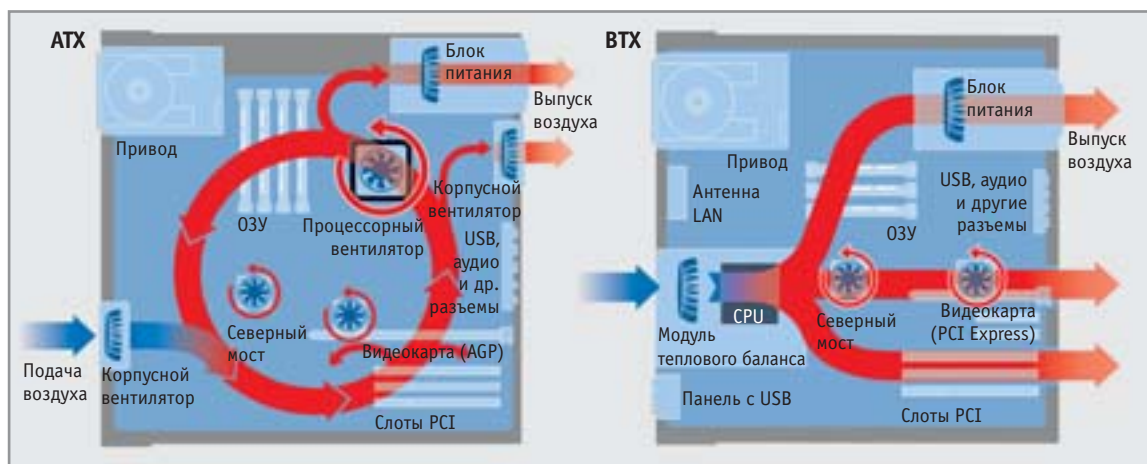 ATX
Блок
питания
Выпуск
воздуха
Привод
Корпусной
вентилятор
ОЗУ
Процессорный
вентилятор
USB,
аудио
и др.
разъемы
Северный
мост
Видеокарта (AGP)
Подача
воздуха
Корпусной
вентилятор
Слоты PCI
BTX
Блок
питания
Выпуск
воздуха
Привод
Антенна
LAN
USB, аудио
и другие
разъемы
ОЗУ
CPU
Модуль
теплового баланса
Северный
мост
Видеокарта
(PCI Express)
Панель с USB
Слоты PCI